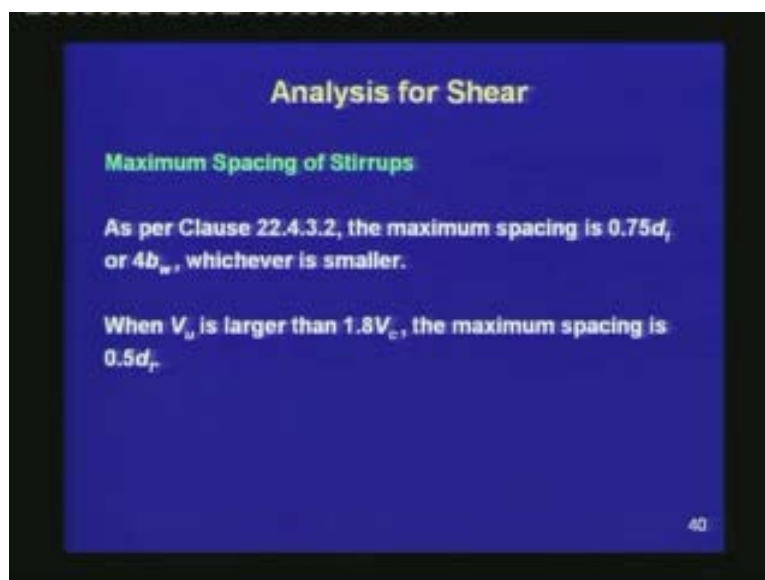 Analysis for Shear
Maximum Spacing of Stirrups
As per Clause 22.4.3.2, the maximum spacing is 0.75dt
or 4bw, whichever is smaller.
When Vu is larger than 1.8Vc, the maximum spacing is
0.5dt.
40